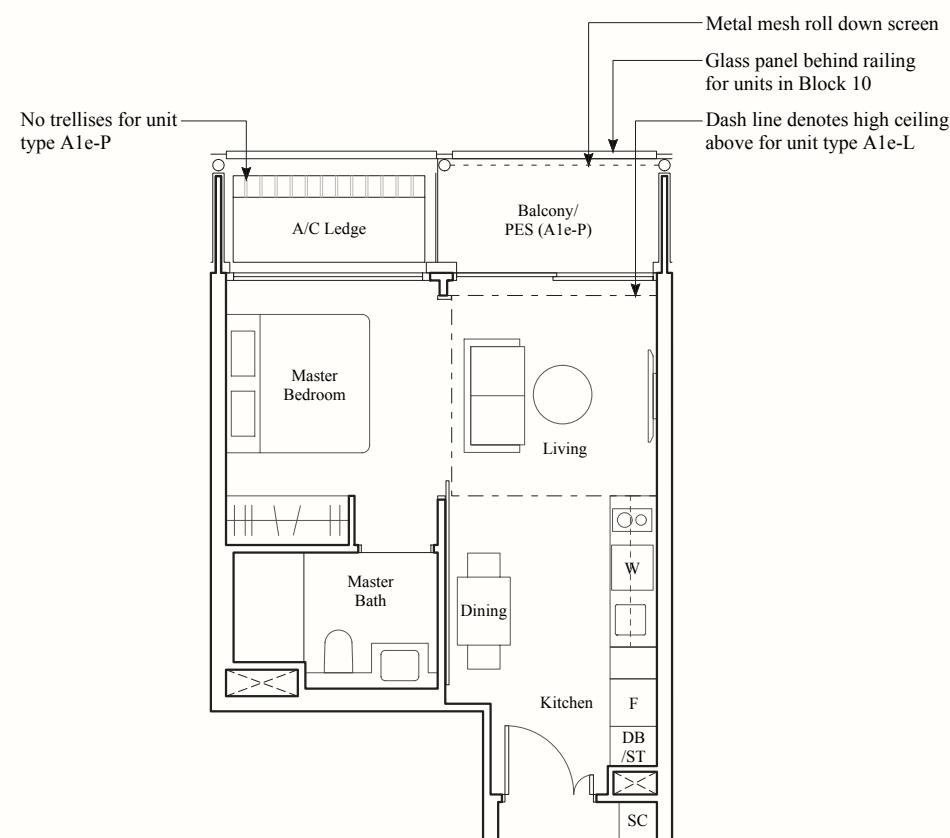 Metal mesh roll down screen
Glass panel behind railing
for units in Block 10
No trellises for unit
type A1e-P
Dash line denotes high ceiling
above for unit type A1e-L
A/C Ledge
Balcony/
PES (A1e-P)
Master
Bedroom
Living
W
Master
Bath
Dining
Kitchen
F
DB
/ST
SC